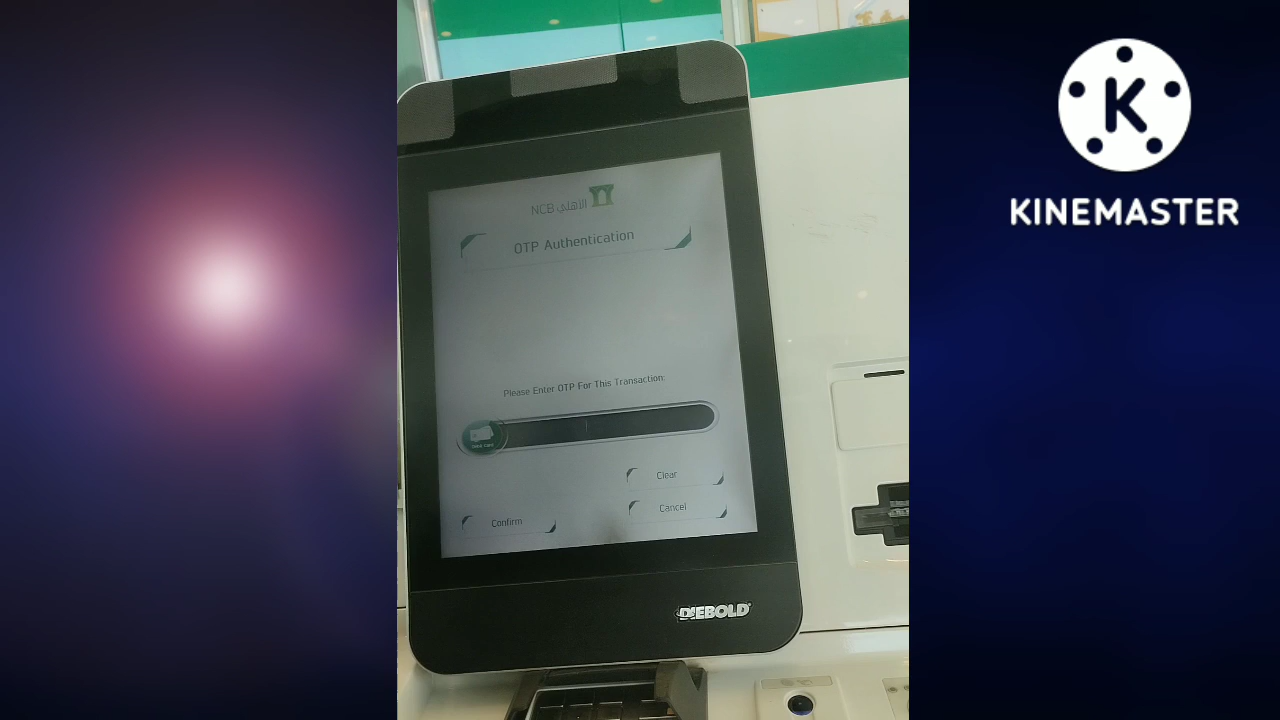 NCB الأهلي
OTP Authentication
Please Enter OTP For This Transaction:
Clear
Cancel
Confirm
DIEBOLD
K
KINEMASTER